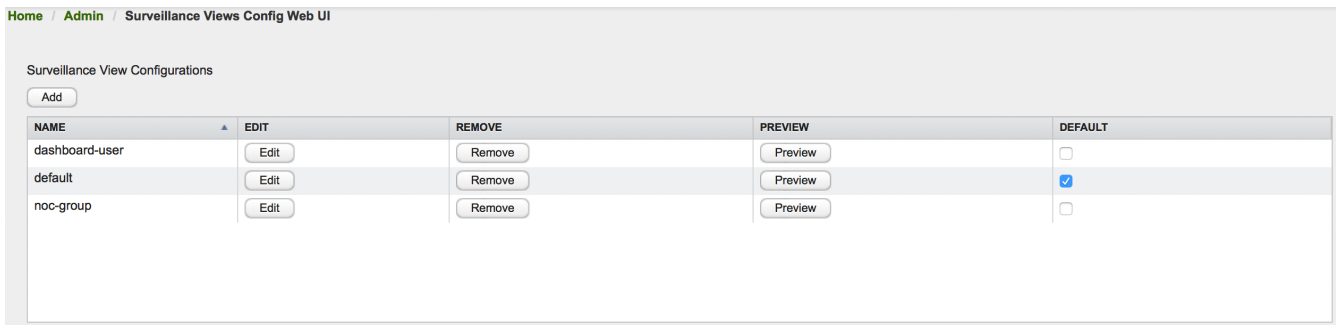 Home / Admin / Surveillance Views Config Web UI
Surveillance View Configurations
Add
NAME EDIT REMOVE PREVIEW DEFAULT
dashboard-user Edit Remove Preview
default Edit Remove Preview
noc-group Edit Remove Preview